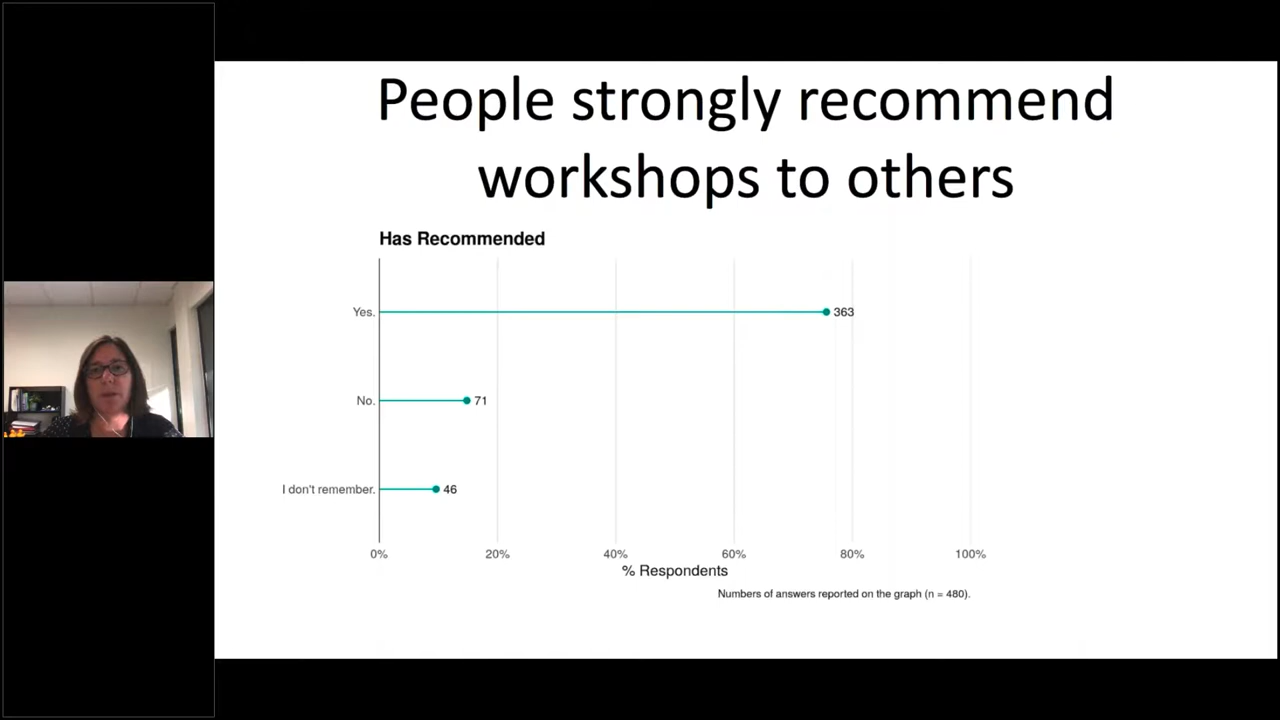 People strongly recommend
workshops to others
Has Recommended
Yes. 363
No. 71
I don't remember. 46
0% 20% 40% 60% 80% 100%
% Respondents
Numbers of answers reported on the graph (n = 480).